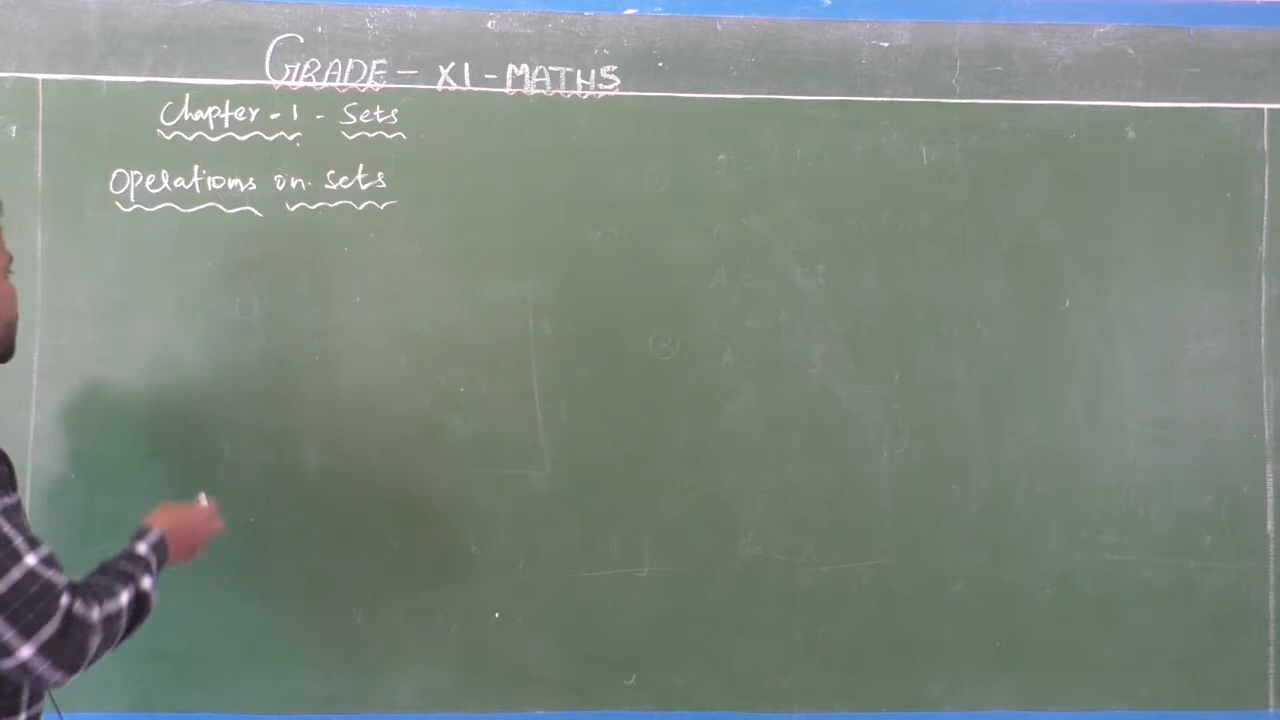 GRADE - XI - MATHS
Chapter - 1 - Sets
Operations on sets